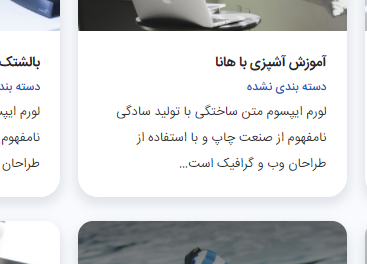 آموزش آشپزی با هانا
دسته بندی نشده
لورم ایپسوم متن ساختگی با تولید سادگی
نامفهوم از صنعت چاپ و با استفاده از
طراحان وب و گرافیک است...
بالشتک
دسته بند
لورم ایپس
نامفهوم
طراحان